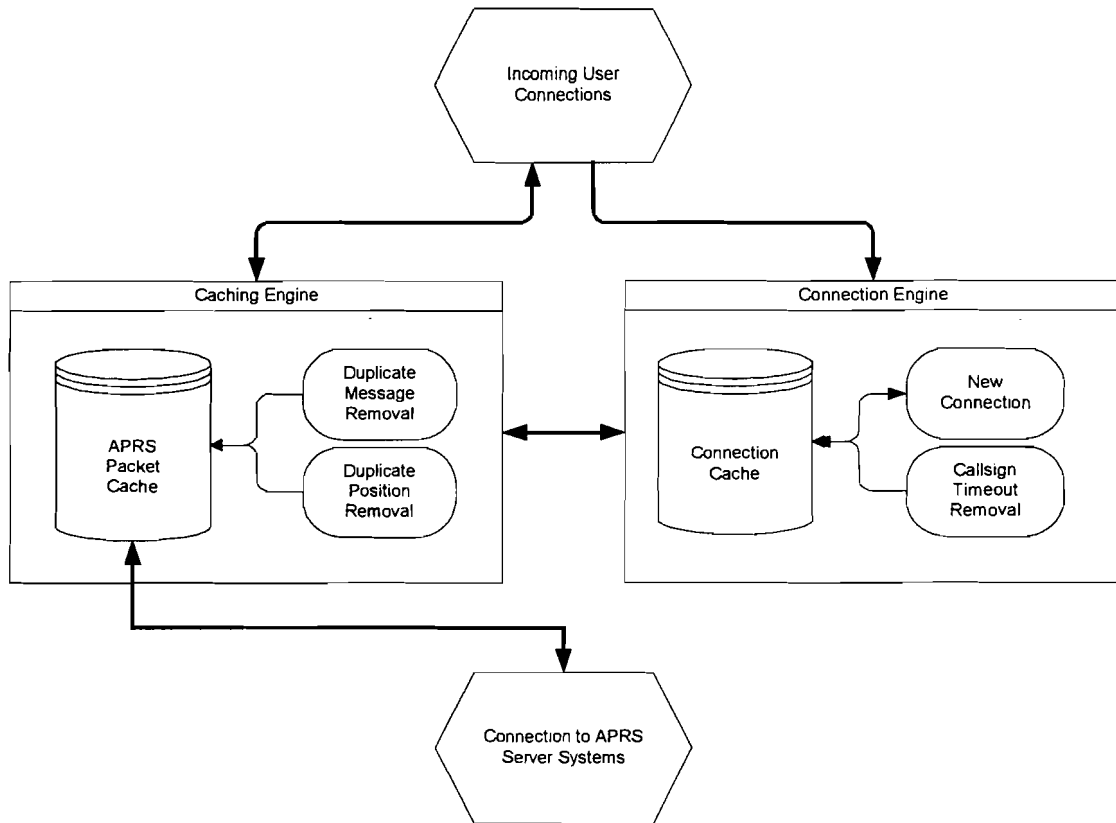 Incoming User
Connections
Caching Engine
APRS
Packet
Cache
Duplicate
Message
Removal
Duplicate
Position
Removal
Connection Engine
Connection
Cache
New
Connection
Callsign
Timeout
Removal
Connection to APRS
Server Systems